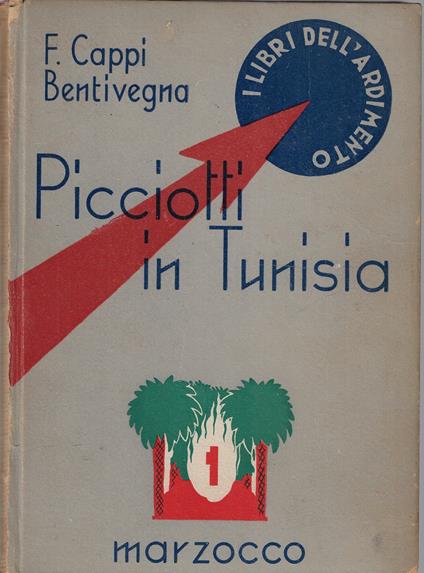 F. Cappi
Bentivegna
I LIBRI DELL'ARDIMENTO
Picciotti
in Tunisia
1
marzocco